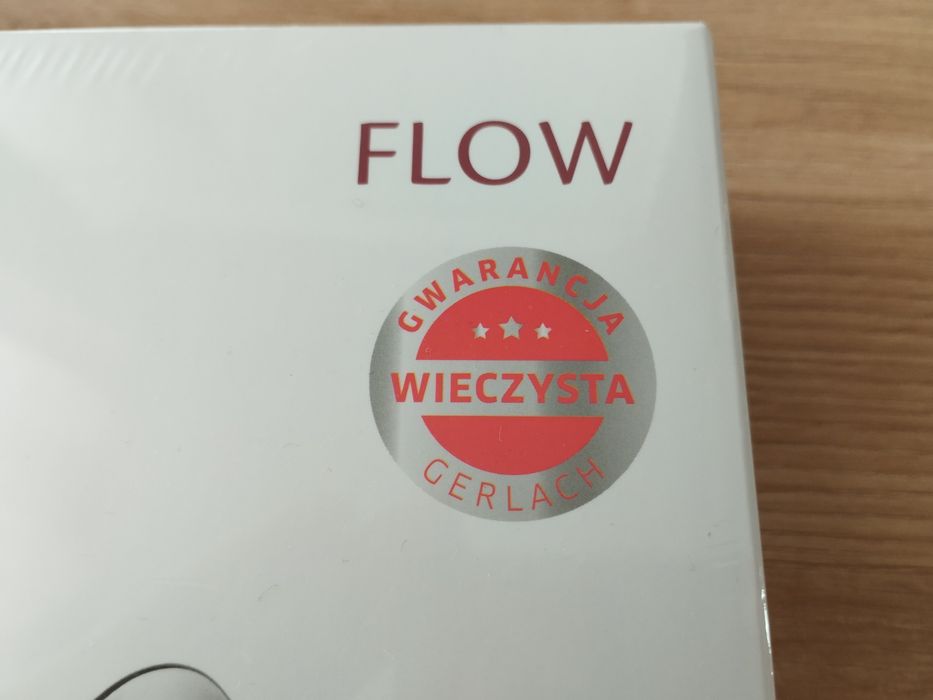 FLOW
GWARANCJA
WIECZYSTA
GERLACH